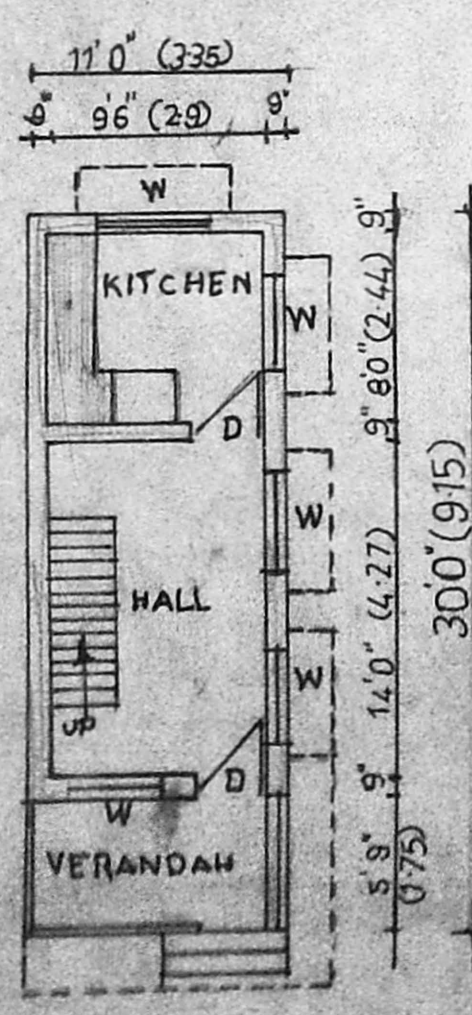 11'0" (3·35)
9" 9'6" (2·9) 9"
W
KITCHEN
W
D
W
HALL
W
UP
D
W
VERANDAH
9"
8'0" (2·44)
9"
14'0" (4·27)
9"
5'9"
(1·75)
30'0" (9·15)